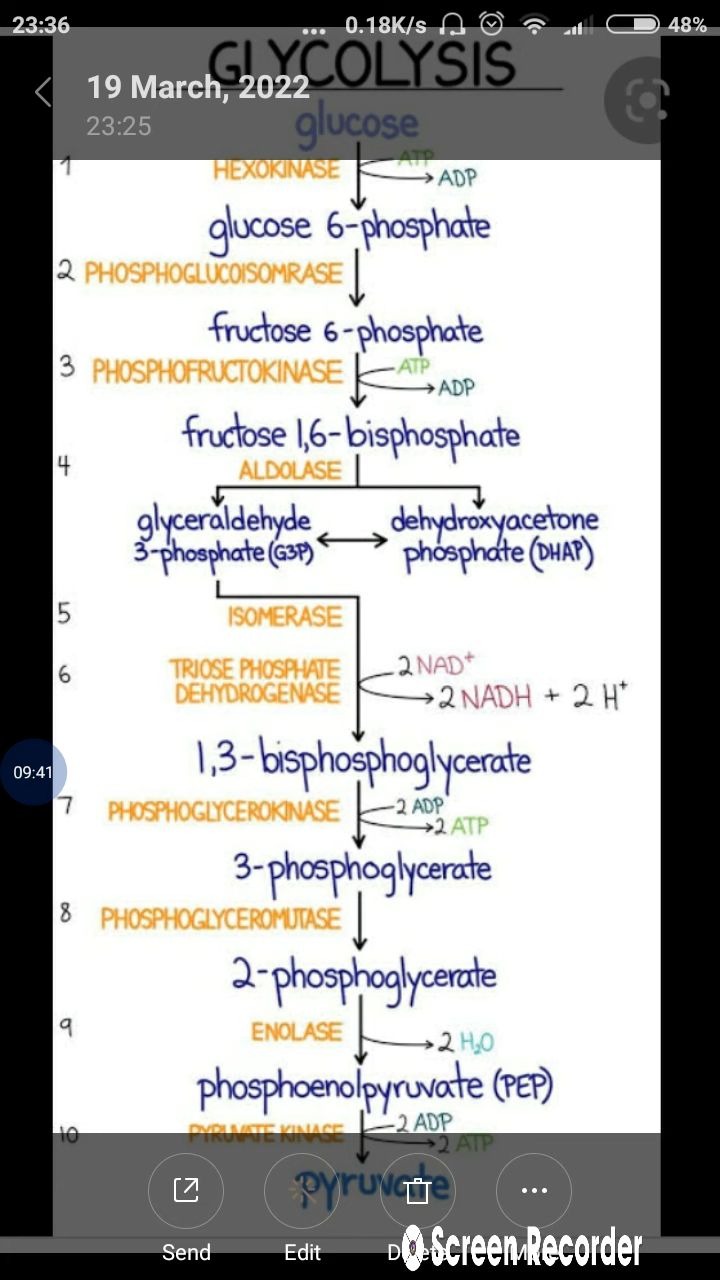 23:36
... 0.18K/s 48%
GLYCOLYSIS
19 March, 2022
23:25
glucose
1 HEXOKINASE ATP
ADP
glucose 6-phosphate
2 PHOSPHOGLUCOISOMRASE
fructose 6-phosphate
3 PHOSPHOFRUCTOKINASE ATP
ADP
fructose 1,6-bisphosphate
4 ALDOLASE
glyceraldehyde
3-phosphate (G3P)
dehydroxyacetone
phosphate (DHAP)
5 ISOMERASE
6 TRIOSE PHOSPHATE
DEHYDROGENASE
2 NAD⁺
2 NADH + 2 H⁺
1,3-bisphosphoglycerate
09:41
7 PHOSPHOGLYCEROKINASE 2 ADP
2 ATP
3-phosphoglycerate
8 PHOSPHOGLYCEROMUTASE
2-phosphoglycerate
9 ENOLASE 2 H₂O
phosphoenolpyruvate (PEP)
10 PYRUVATE KINASE 2 ADP
2 ATP
pyruvate
Send Edit Delete More
Screen Recorder